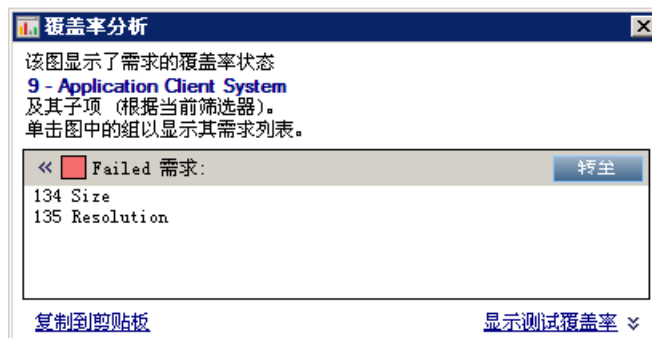 覆盖率分析
该图显示了需求的覆盖率状态
9 - Application Client System
及其子项 (根据当前筛选器)。
单击图中的组以显示其需求列表。
« Failed 需求: 转至
134 Size
135 Resolution
复制到剪贴板 显示测试覆盖率